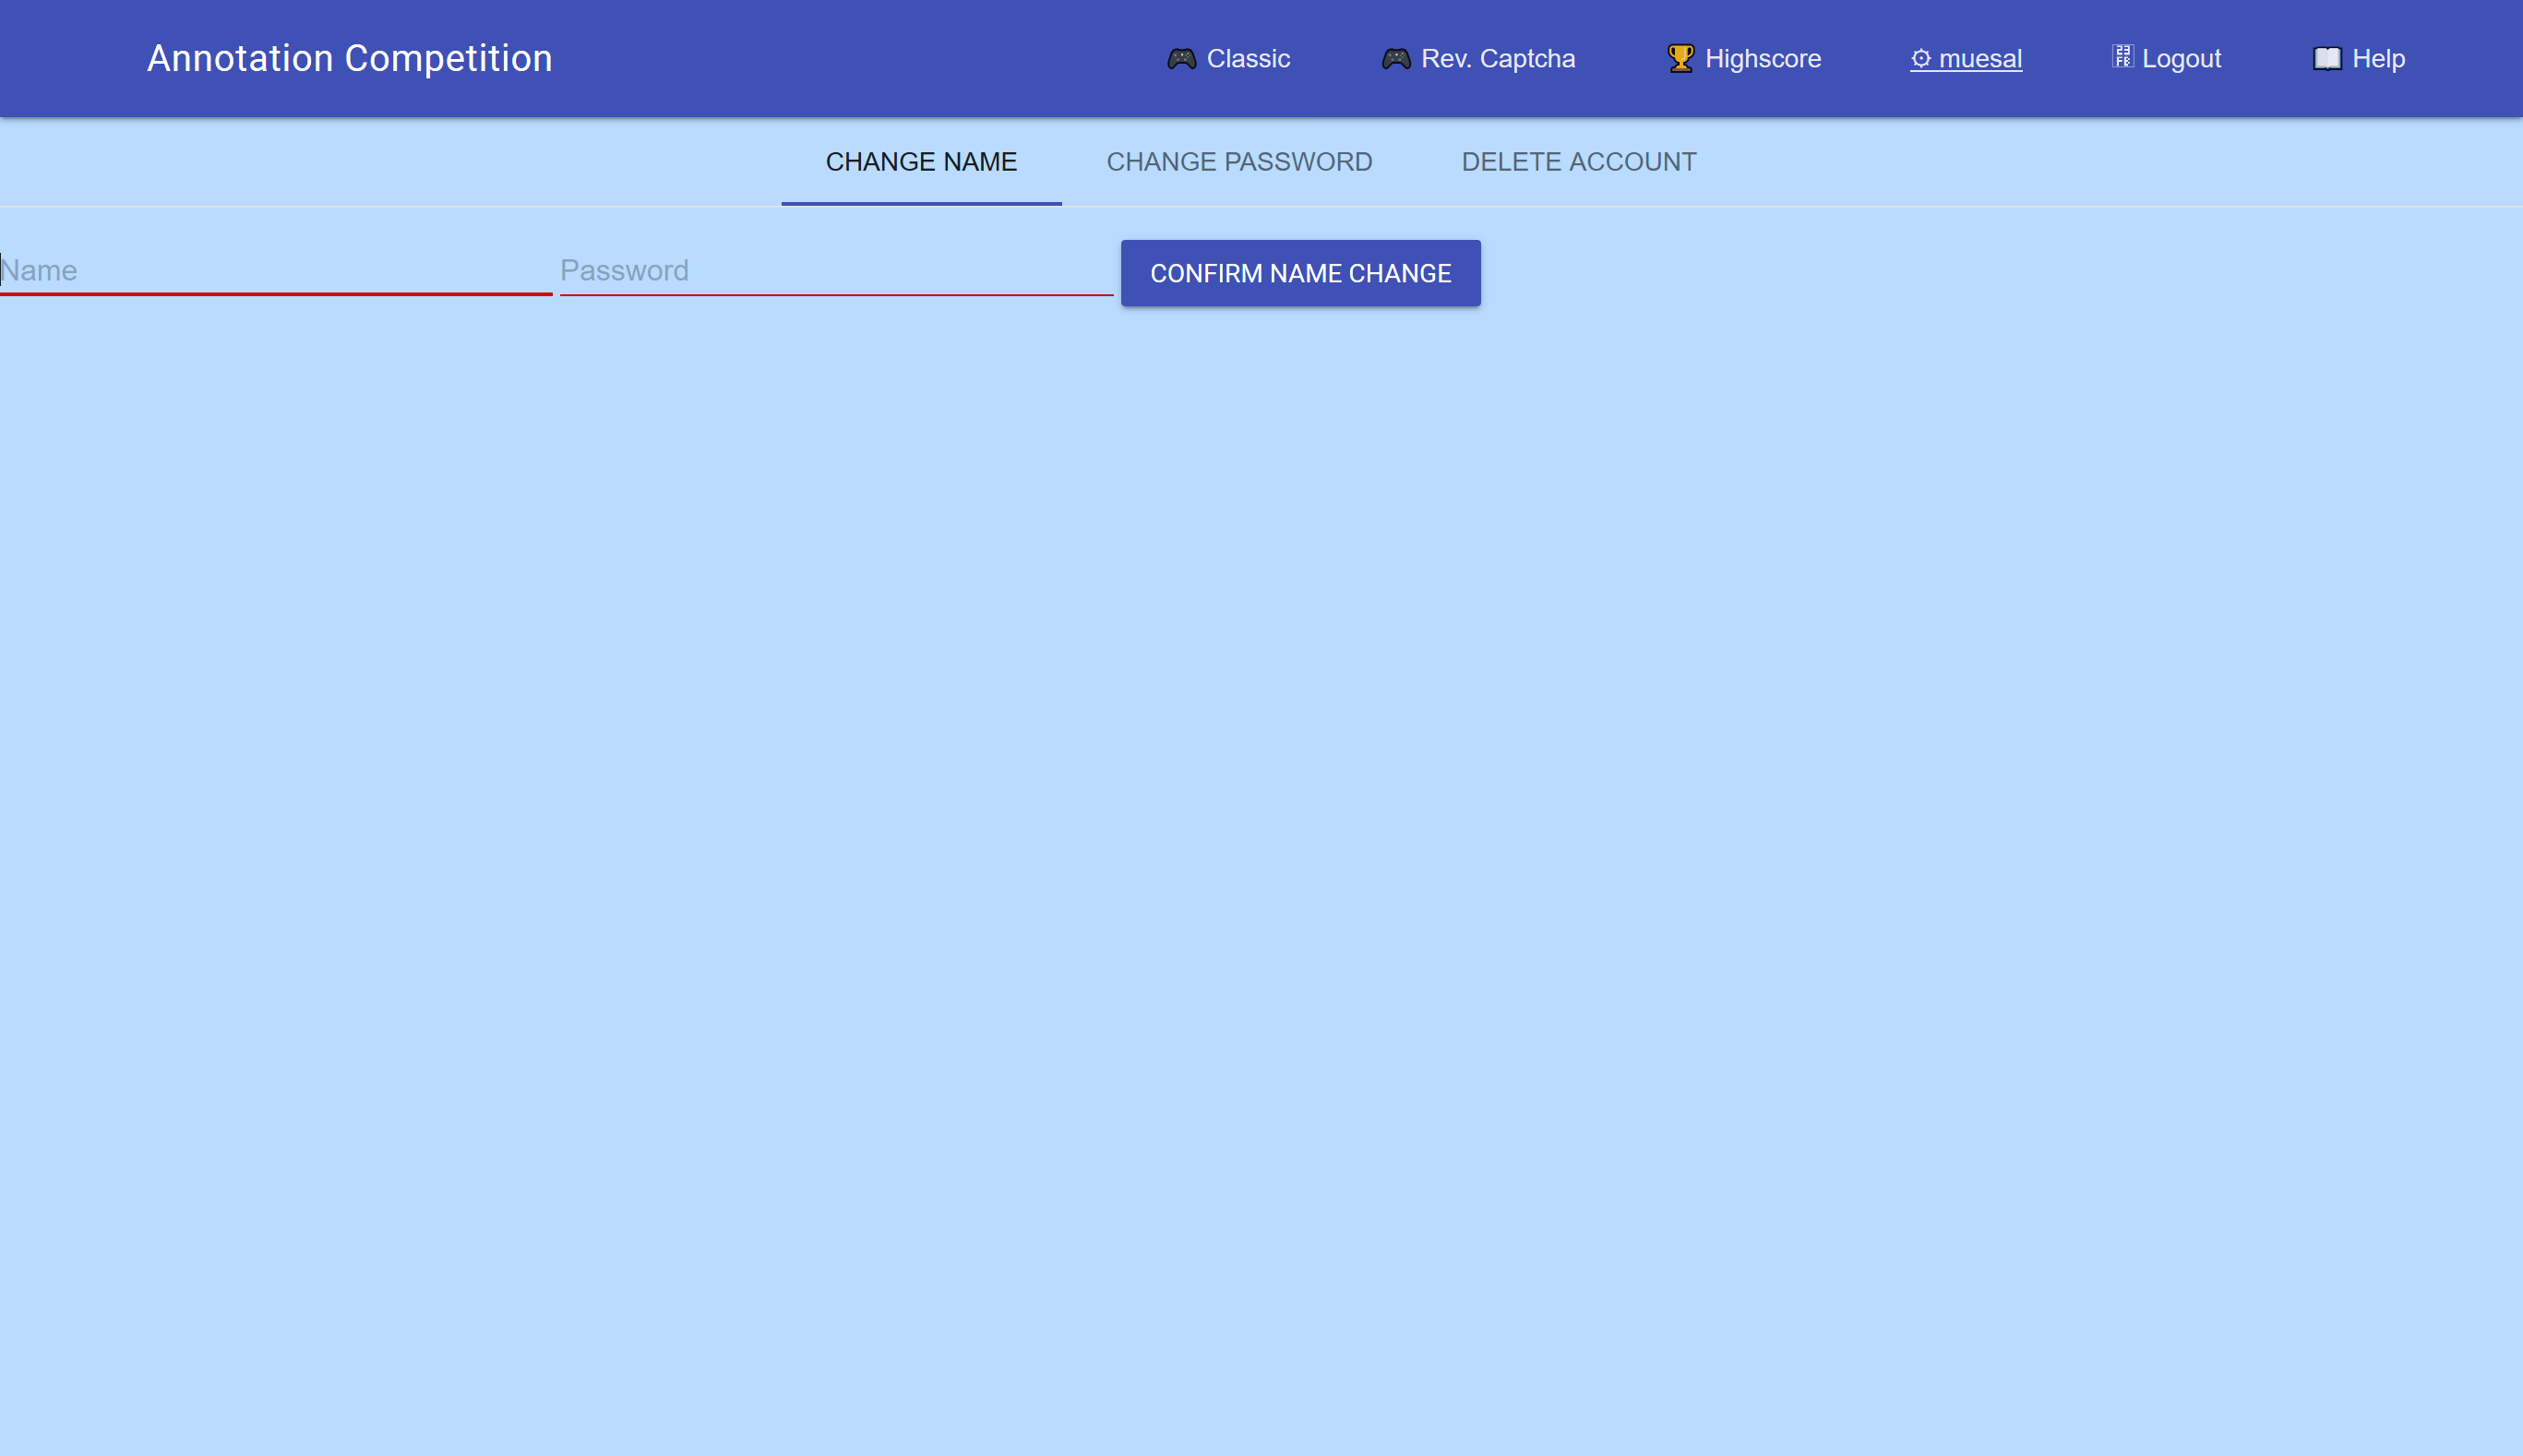 Annotation Competition
🎮 Classic
🎮 Rev. Captcha
🏆 Highscore
⚙ muesal
Logout
📖 Help
CHANGE NAME
CHANGE PASSWORD
DELETE ACCOUNT
Name
Password
CONFIRM NAME CHANGE